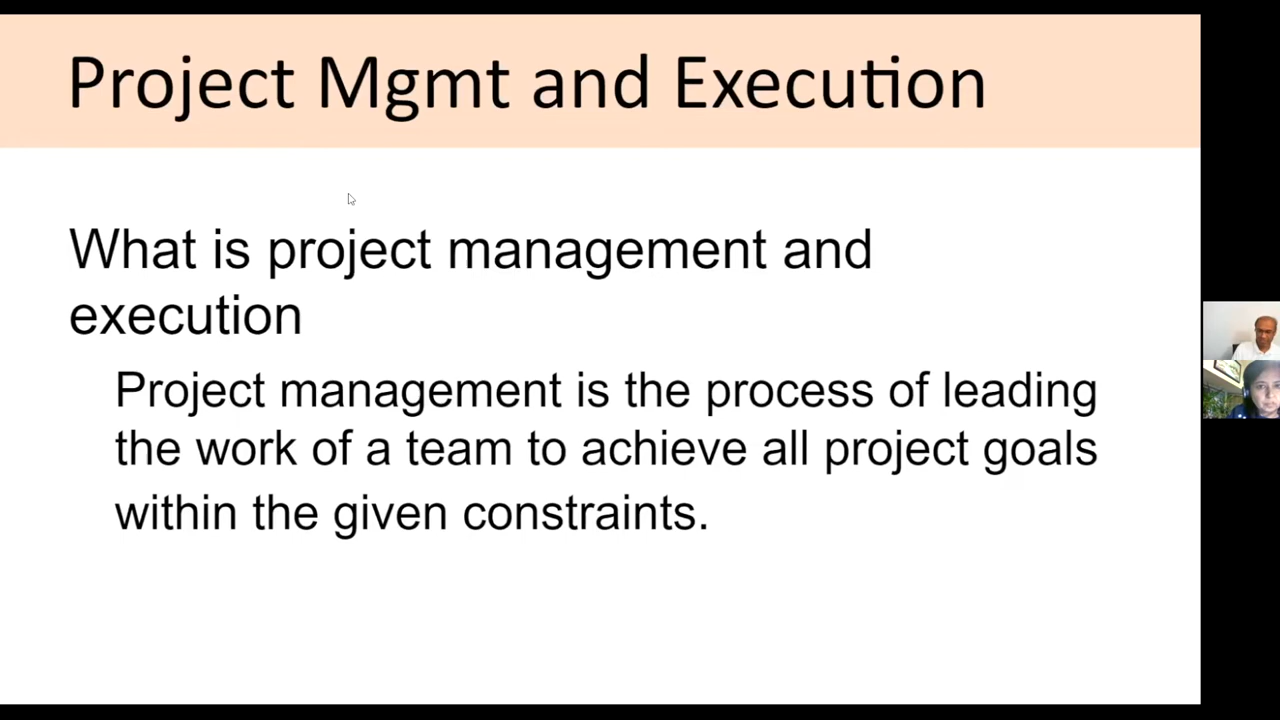 Project Mgmt and Execution
What is project management and
execution
Project management is the process of leading
the work of a team to achieve all project goals
within the given constraints.